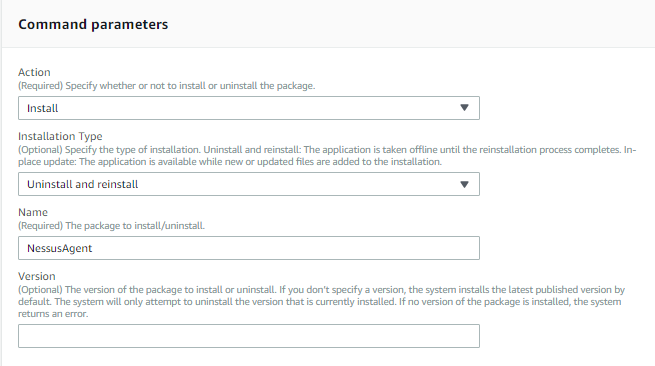 Command parameters
Action
(Required) Specify whether or not to install or uninstall the package.
Install
Installation Type
(Optional) Specify the type of installation. Uninstall and reinstall: The application is taken offline until the reinstallation process completes. In-
place update: The application is available while new or updated files are added to the installation.
Uninstall and reinstall
Name
(Required) The package to install/uninstall.
NessusAgent
Version
(Optional) The version of the package to install or uninstall. If you don't specify a version, the system installs the latest published version by
default. The system will only attempt to uninstall the version that is currently installed. If no version of the package is installed, the system
returns an error.